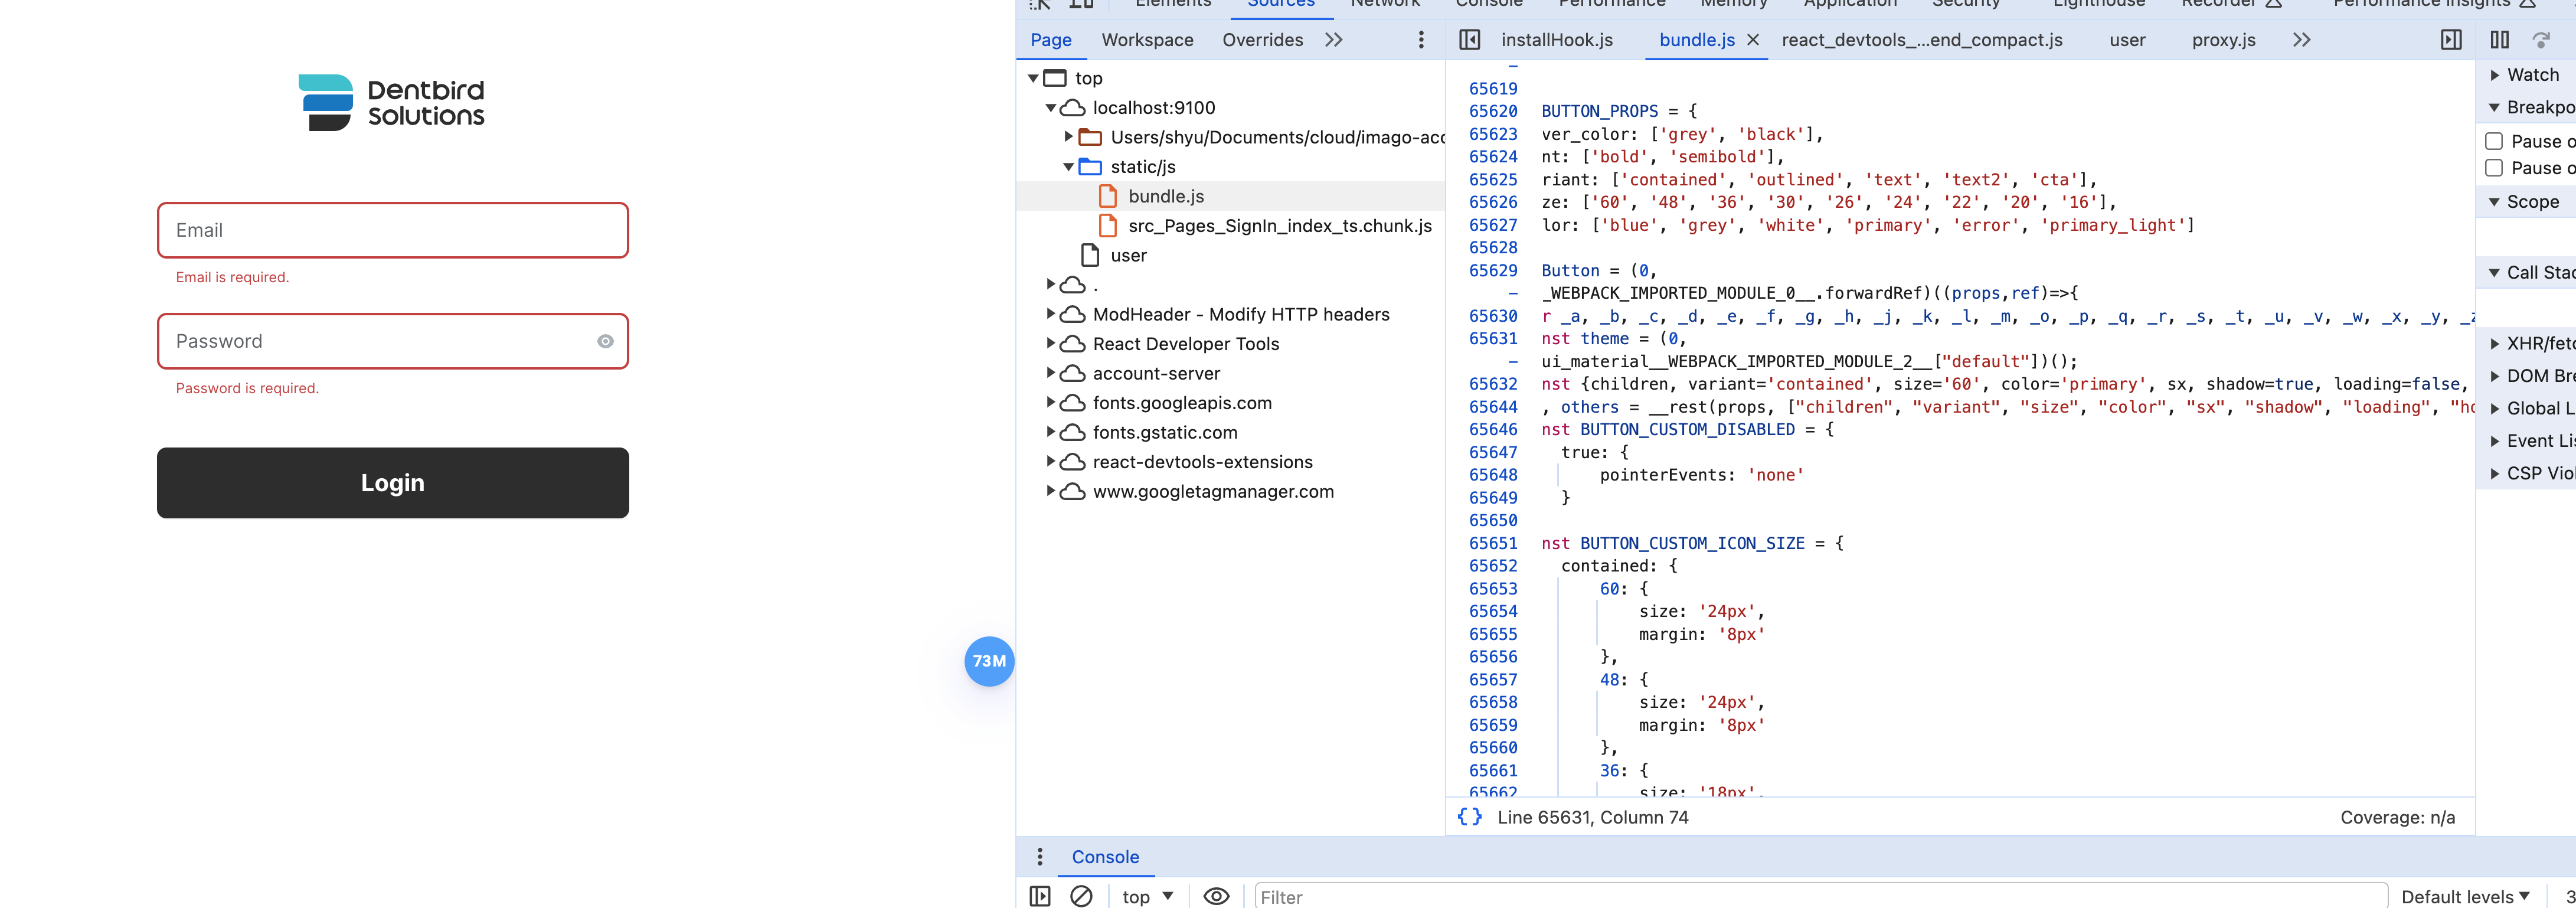 Dentbird
Solutions
Email
Email is required.
Password
Password is required.
Login
73M
Elements Sources Network Console Performance Memory Application Security Lighthouse Recorder Performance insights
Page Workspace Overrides
top
localhost:9100
Users/shyu/Documents/cloud/imago-acc
static/js
bundle.js
src_Pages_SignIn_index_ts.chunk.js
user
.
ModHeader - Modify HTTP headers
React Developer Tools
account-server
fonts.googleapis.com
fonts.gstatic.com
react-devtools-extensions
www.googletagmanager.com
installHook.js bundle.js react_devtools_...end_compact.js user proxy.js
-
65619
65620 BUTTON_PROPS = {
65623 ver_color: ['grey', 'black'],
65624 nt: ['bold', 'semibold'],
65625 riant: ['contained', 'outlined', 'text', 'text2', 'cta'],
65626 ze: ['60', '48', '36', '30', '26', '24', '22', '20', '16'],
65627 lor: ['blue', 'grey', 'white', 'primary', 'error', 'primary_light']
65628
65629 Button = (0,
- _WEBPACK_IMPORTED_MODULE_0__.forwardRef)((props,ref)=>{
65630 r _a, _b, _c, _d, _e, _f, _g, _h, _j, _k, _l, _m, _o, _p, _q, _r, _s, _t, _u, _v, _w, _x, _y, _z
65631 nst theme = (0,
- ui_material__WEBPACK_IMPORTED_MODULE_2__["default"])();
65632 nst {children, variant='contained', size='60', color='primary', sx, shadow=true, loading=false,
65644 , others = __rest(props, ["children", "variant", "size", "color", "sx", "shadow", "loading", "ho
65646 nst BUTTON_CUSTOM_DISABLED = {
65647 true: {
65648 pointerEvents: 'none'
65649 }
65650
65651 nst BUTTON_CUSTOM_ICON_SIZE = {
65652 contained: {
65653 60: {
65654 size: '24px',
65655 margin: '8px'
65656 },
65657 48: {
65658 size: '24px',
65659 margin: '8px'
65660 },
65661 36: {
65662 size: '18px',
{} Line 65631, Column 74 Coverage: n/a
Watch
Breakpo
Pause o
Pause o
Scope
Call Stac
XHR/fetc
DOM Bre
Global L
Event Lis
CSP Viol
Console
top Filter Default levels 3